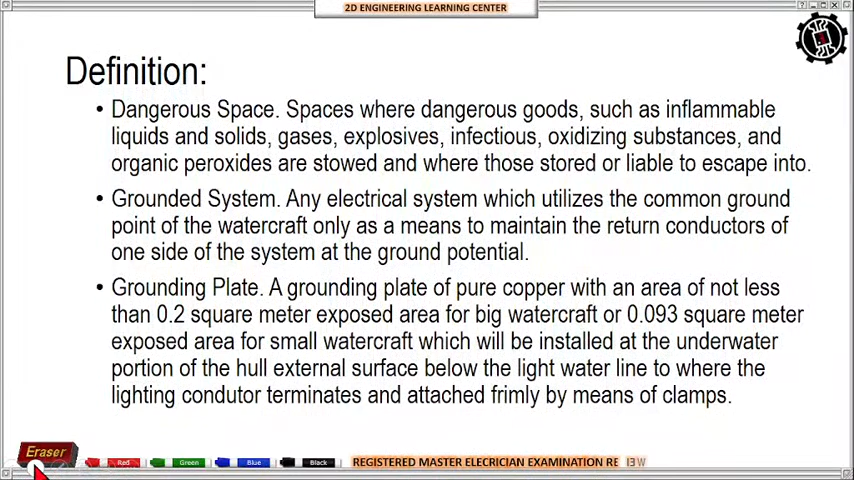 2D ENGINEERING LEARNING CENTER
Definition:
• Dangerous Space. Spaces where dangerous goods, such as inflammable
liquids and solids, gases, explosives, infectious, oxidizing substances, and
organic peroxides are stowed and where those stored or liable to escape into.
• Grounded System. Any electrical system which utilizes the common ground
point of the watercraft only as a means to maintain the return conductors of
one side of the system at the ground potential.
• Grounding Plate. A grounding plate of pure copper with an area of not less
than 0.2 square meter exposed area for big watercraft or 0.093 square meter
exposed area for small watercraft which will be installed at the underwater
portion of the hull external surface below the light water line to where the
lighting condutor terminates and attached frimly by means of clamps.
Eraser
Red Green Blue Black
REGISTERED MASTER ELECRICIAN EXAMINATION RE